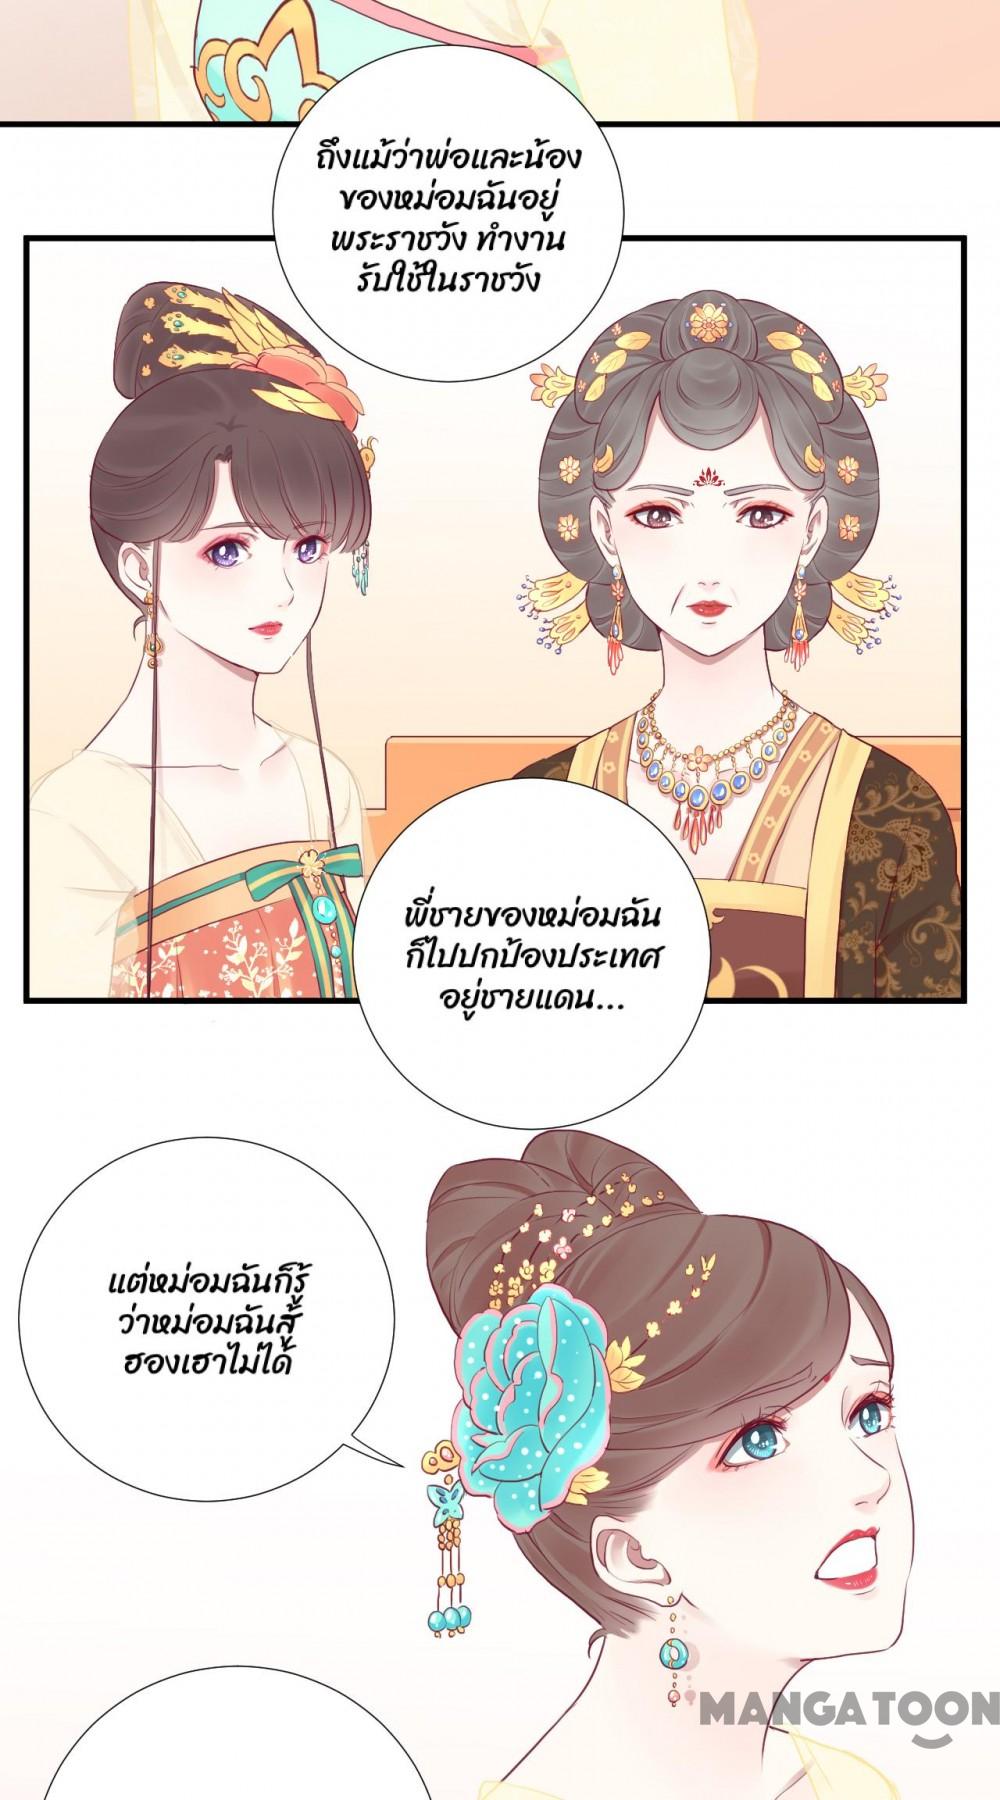 ถึงแม้ว่าพ่อและน้อง
ของหม่อมฉันอยู่
พระราชวัง ทำงาน
รับใช้ในราชวัง
พี่ชายของหม่อมฉัน
ก็ไปปกป้องประเทศ
อยู่ชายแดน...
แต่หม่อมฉันก็รู้
ว่าหม่อมฉันสู้
ฮองเฮาไม่ได้
MANGATOON